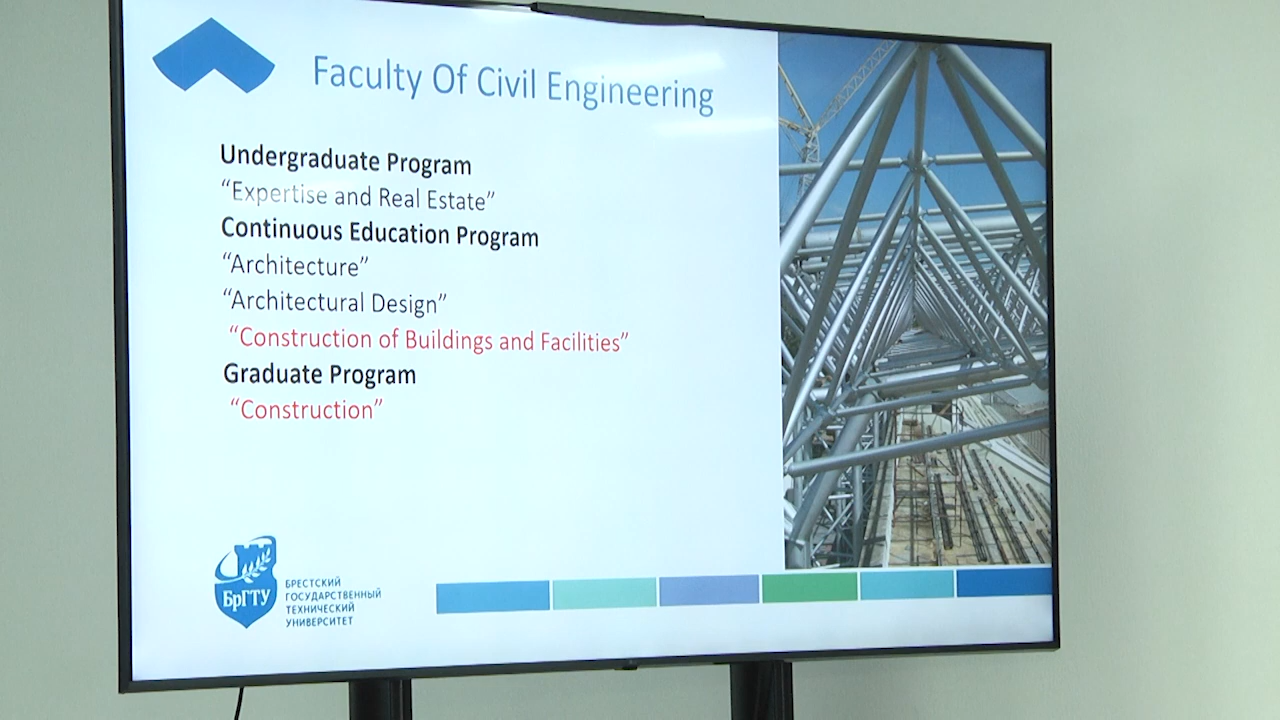 Faculty Of Civil Engineering
Undergraduate Program
“Expertise and Real Estate”
Continuous Education Program
“Architecture”
“Architectural Design”
“Construction of Buildings and Facilities”
Graduate Program
“Construction”
БрГТУ
БРЕСТСКИЙ
ГОСУДАРСТВЕННЫЙ
ТЕХНИЧЕСКИЙ
УНИВЕРСИТЕТ